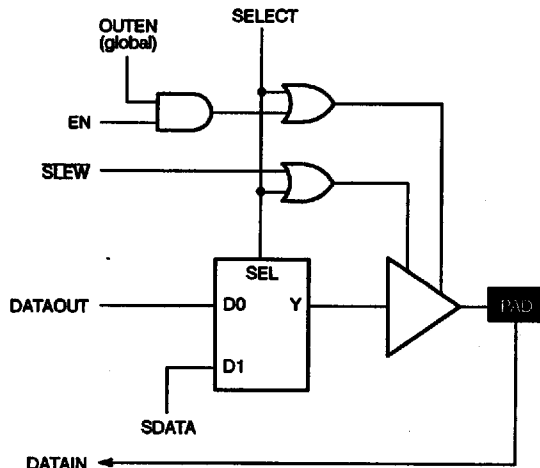 SELECT
OUTEN
(global)
EN
SLEW
SEL
DATAOUT
D0
Y
PAD
D1
SDATA
DATAIN